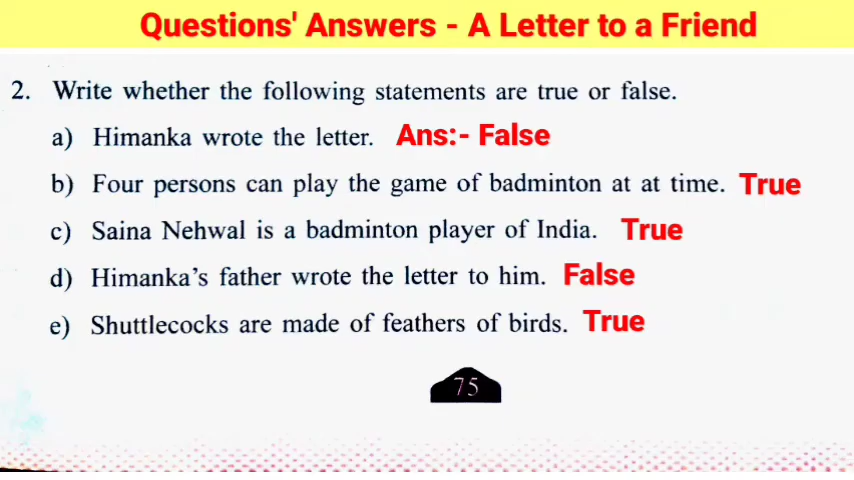 Questions' Answers - A Letter to a Friend
2. Write whether the following statements are true or false.
a) Himanka wrote the letter. Ans:- False
b) Four persons can play the game of badminton at at time. True
c) Saina Nehwal is a badminton player of India. True
d) Himanka's father wrote the letter to him. False
e) Shuttlecocks are made of feathers of birds. True
75